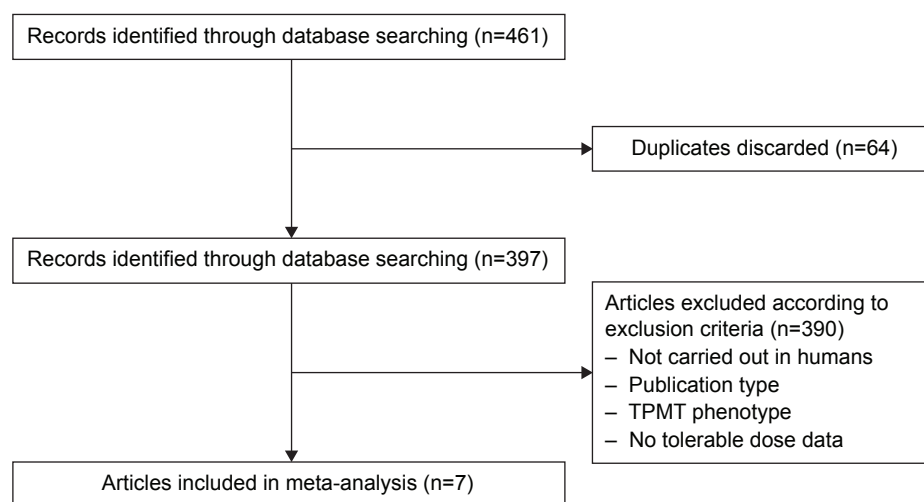 Records identified through database searching (n=461)
Duplicates discarded (n=64)
Records identified through database searching (n=397)
Articles excluded according to
exclusion criteria (n=390)
– Not carried out in humans
– Publication type
– TPMT phenotype
– No tolerable dose data
Articles included in meta-analysis (n=7)